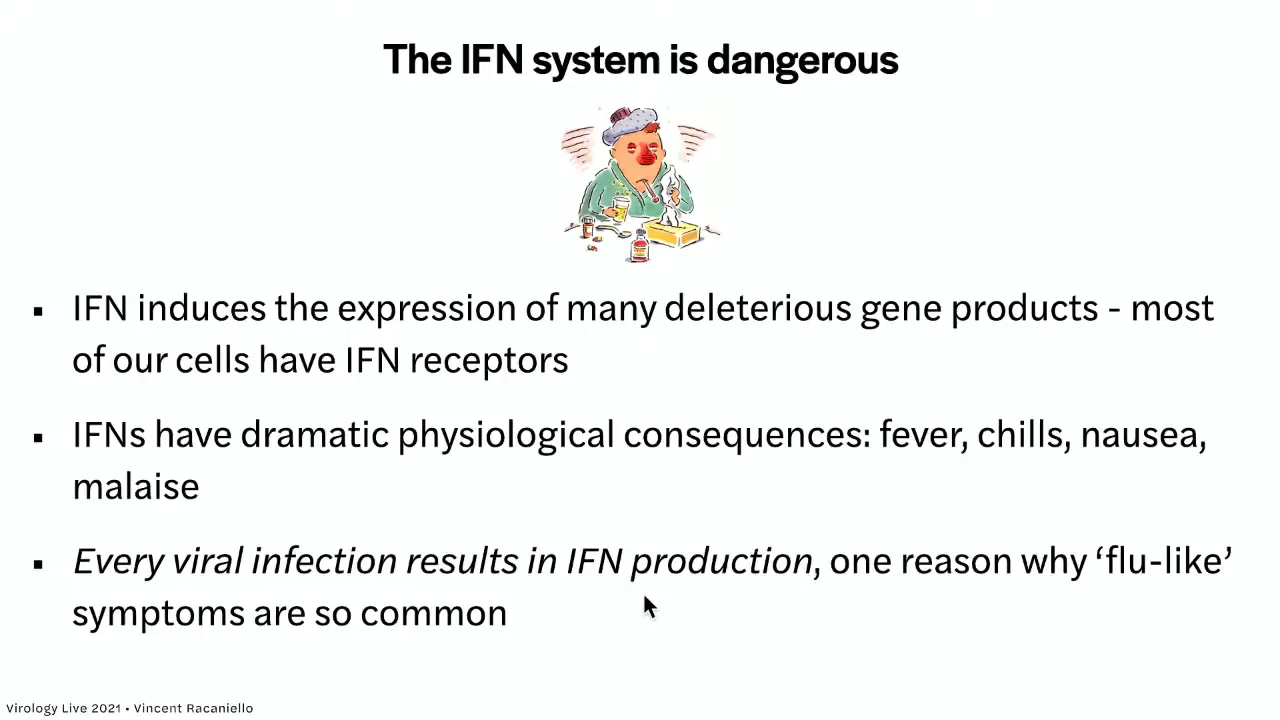 The IFN system is dangerous
▪ IFN induces the expression of many deleterious gene products - most
of our cells have IFN receptors
▪ IFNs have dramatic physiological consequences: fever, chills, nausea,
malaise
▪ Every viral infection results in IFN production, one reason why ‘flu-like’
symptoms are so common
Virology Live 2021 • Vincent Racaniello